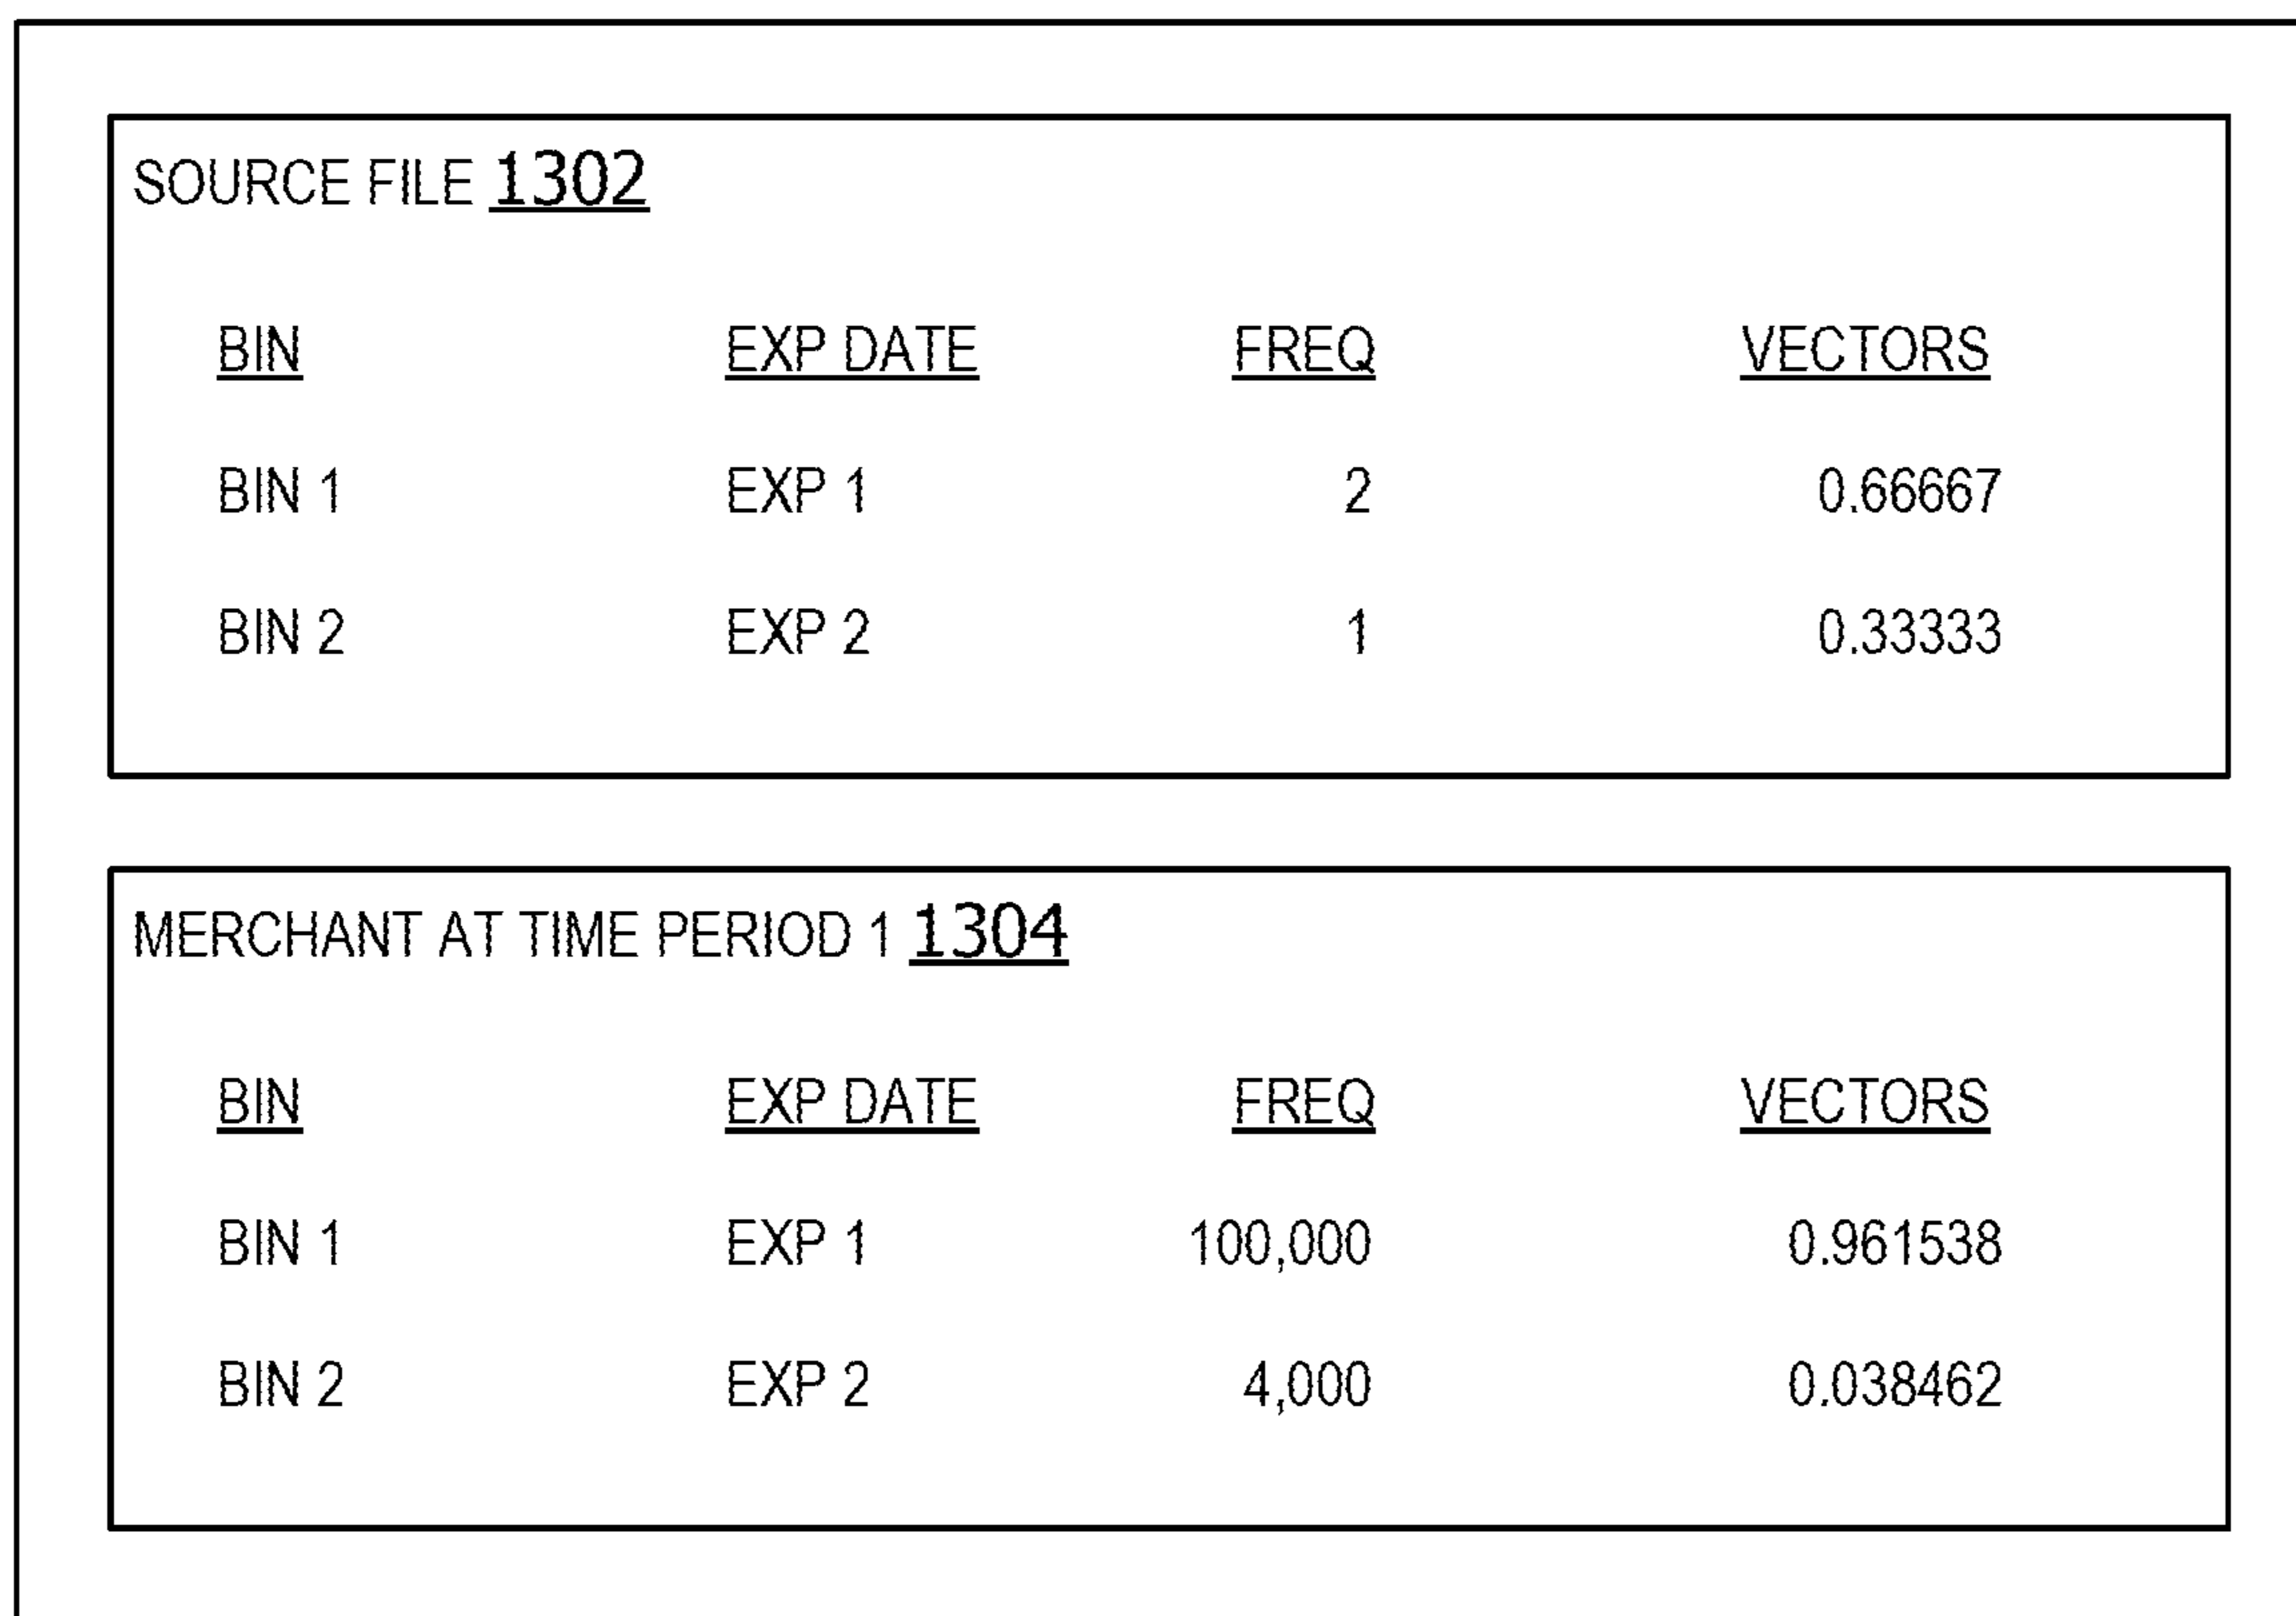 SOURCE FILE 1302
BIN EXP DATE FREQ VECTORS
BIN 1 EXP 1 2 0.66667
BIN 2 EXP 2 1 0.33333
MERCHANT AT TIME PERIOD 1 1304
BIN EXP DATE FREQ VECTORS
BIN 1 EXP 1 100,000 0.961538
BIN 2 EXP 2 4,000 0.038462